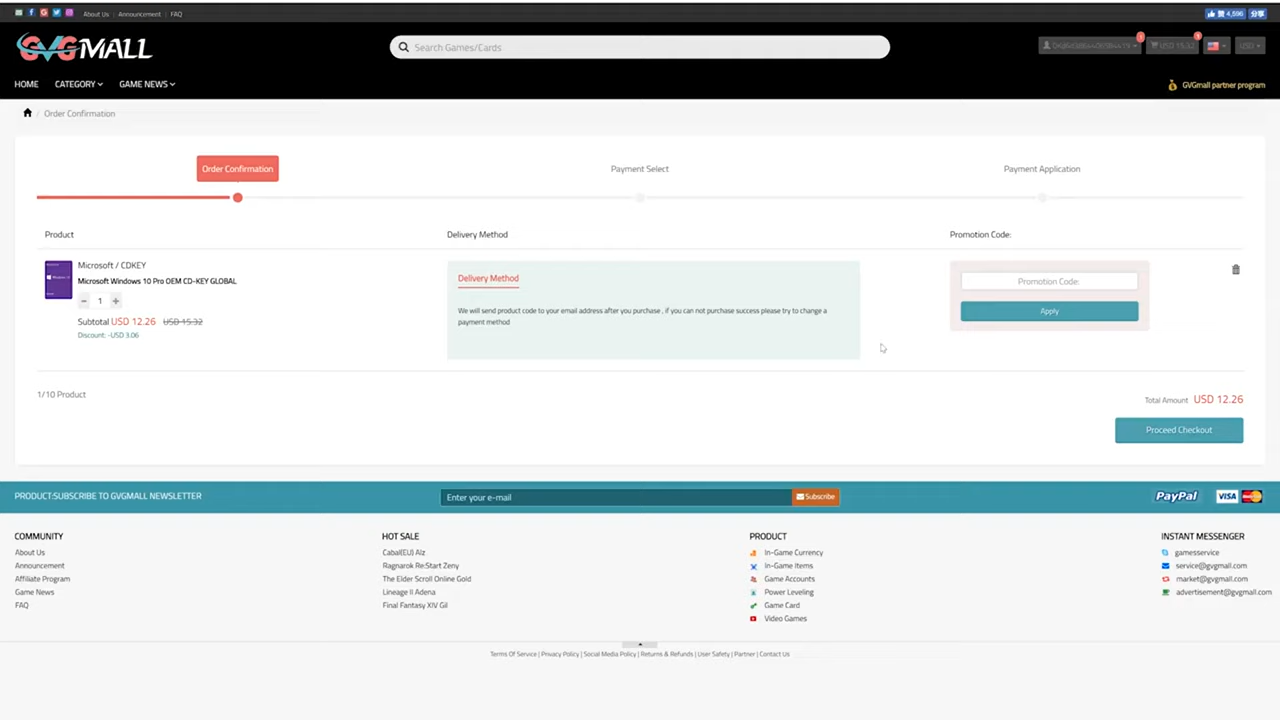 About Us | Announcement | FAQ
4,596
GVGMALL
Search Games/Cards
USD 15.32
USD
HOME CATEGORY GAME NEWS
GVGmall partner program
/ Order Confirmation
Order Confirmation Payment Select Payment Application
Product Delivery Method Promotion Code:
Microsoft / CDKEY
Microsoft Windows 10 Pro OEM CD-KEY GLOBAL
− 1 +
Subtotal USD 12.26 USD 15.32
Discount: -USD 3.06
Delivery Method
We will send product code to your email address after you purchase , if you can not purchase success please try to change a
payment method
Promotion Code:
Apply
1/10 Product
Total Amount USD 12.26
Proceed Checkout
PRODUCT:SUBSCRIBE TO GVGMALL NEWSLETTER
Enter your e-mail
Subscribe
PayPal VISA MasterCard
COMMUNITY
About Us
Announcement
Affiliate Program
Game News
FAQ
HOT SALE
Cabal(EU) Alz
Ragnarok Re:Start Zeny
The Elder Scroll Online Gold
Lineage II Adena
Final Fantasy XIV Gil
PRODUCT
In-Game Currency
In-Game Items
Game Accounts
Power Leveling
Game Card
Video Games
INSTANT MESSENGER
gamesservice
service@gvgmall.com
market@gvgmall.com
advertisement@gvgmall.com
Terms Of Service | Privacy Policy | Social Media Policy | Returns & Refunds | User Safety | Partner | Contact Us